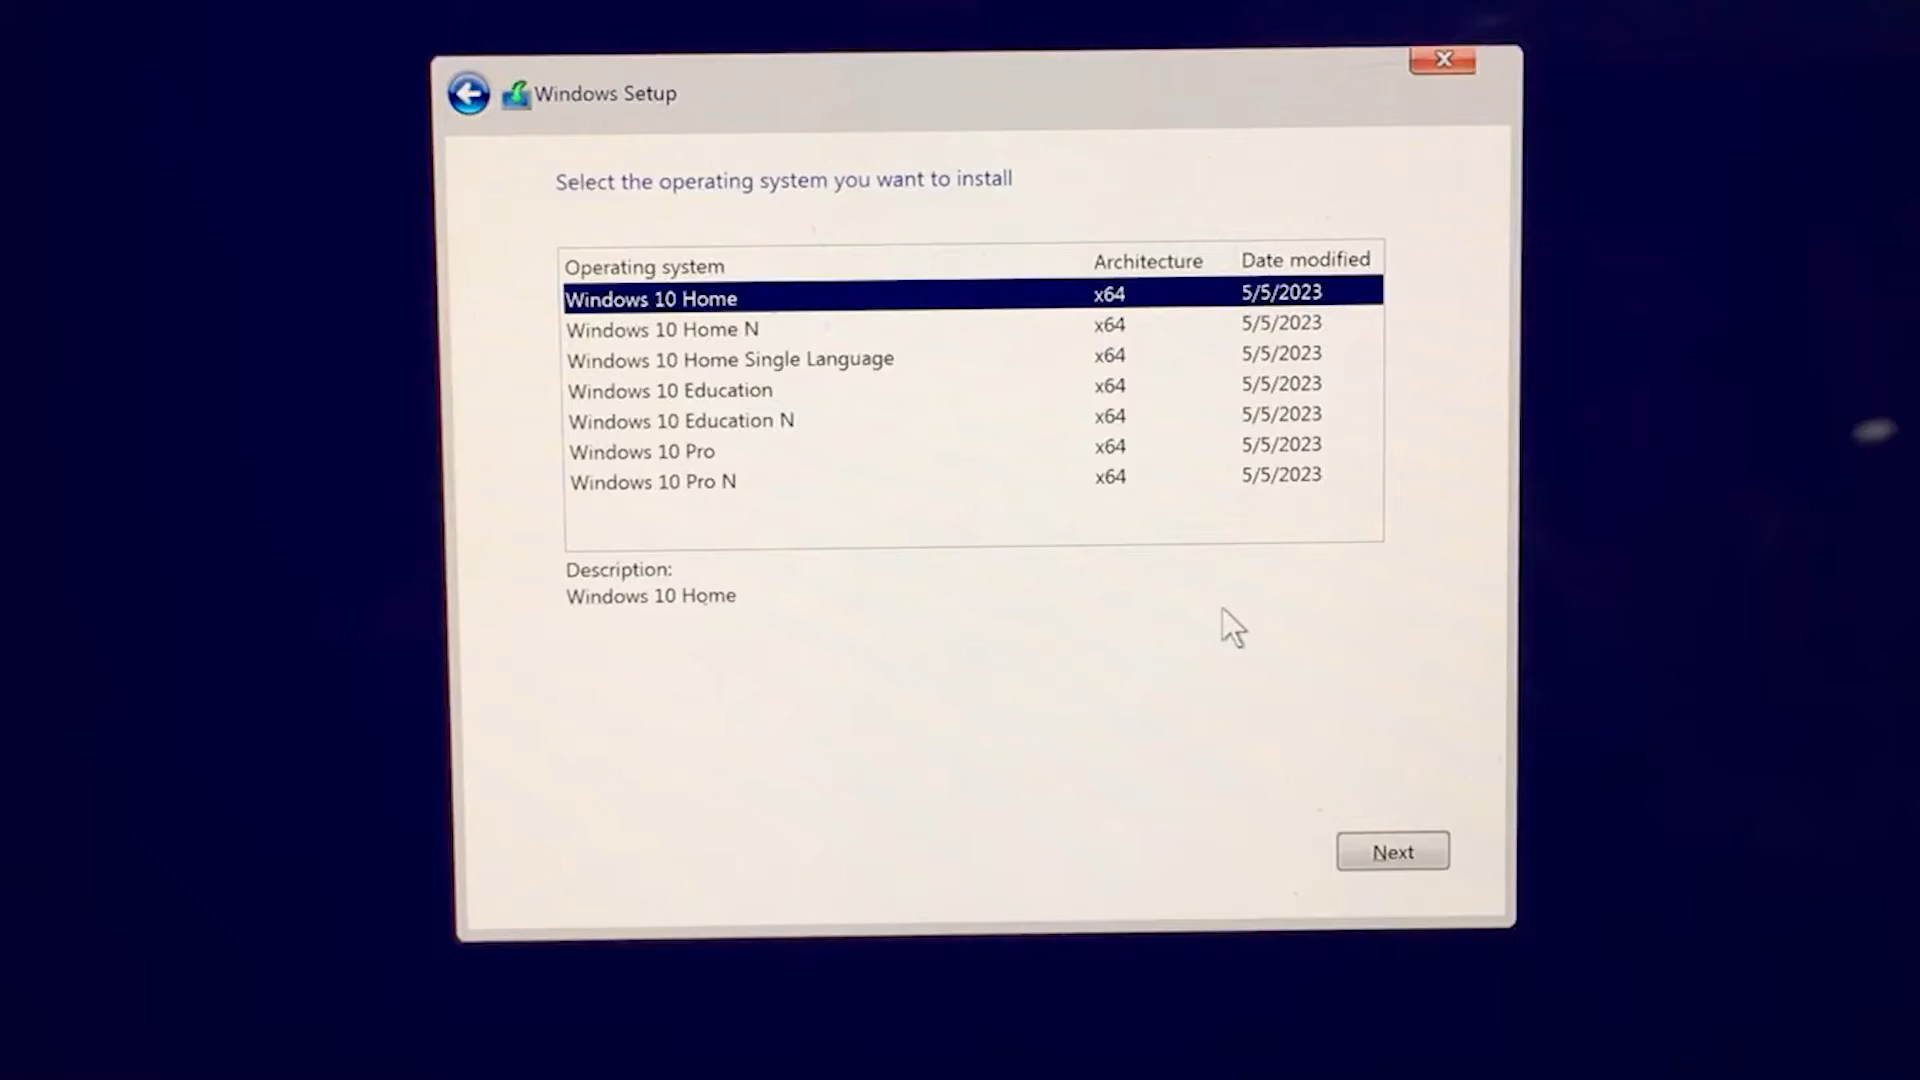 Windows Setup
Select the operating system you want to install
Operating system Architecture Date modified
Windows 10 Home x64 5/5/2023
Windows 10 Home N x64 5/5/2023
Windows 10 Home Single Language x64 5/5/2023
Windows 10 Education x64 5/5/2023
Windows 10 Education N x64 5/5/2023
Windows 10 Pro x64 5/5/2023
Windows 10 Pro N x64 5/5/2023
Description:
Windows 10 Home
Next